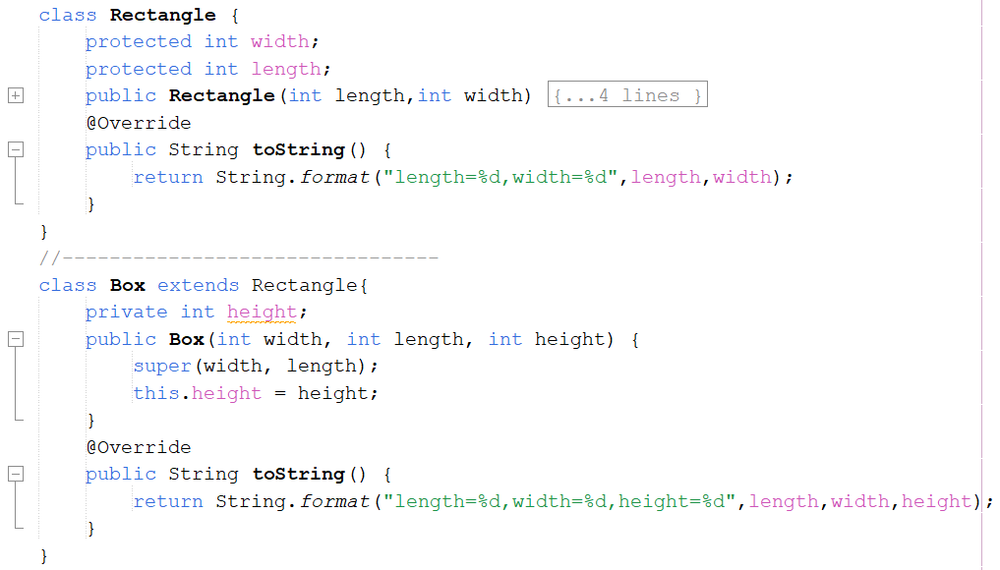 class Rectangle {
    protected int width;
    protected int length;
    public Rectangle(int length,int width) {...4 lines }
    @Override
    public String toString() {
        return String.format("length=%d,width=%d",length,width);
    }
}
//--------------------------------
class Box extends Rectangle{
    private int height;
    public Box(int width, int length, int height) {
        super(width, length);
        this.height = height;
    }
    @Override
    public String toString() {
        return String.format("length=%d,width=%d,height=%d",length,width,height);
    }
}